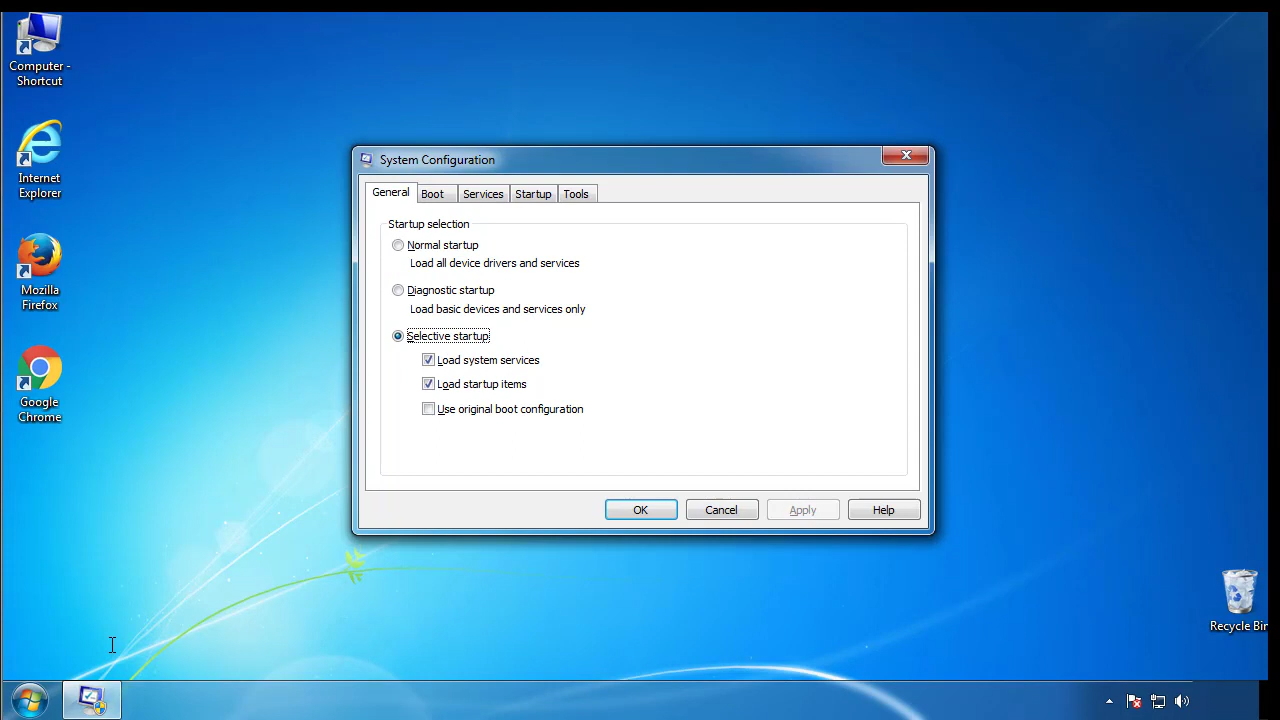 Computer -
Shortcut
Internet
Explorer
Mozilla
Firefox
Google
Chrome
System Configuration
General
Boot
Services
Startup
Tools
Startup selection
Normal startup
Load all device drivers and services
Diagnostic startup
Load basic devices and services only
Selective startup
Load system services
Load startup items
Use original boot configuration
OK
Cancel
Apply
Help
Recycle Bin